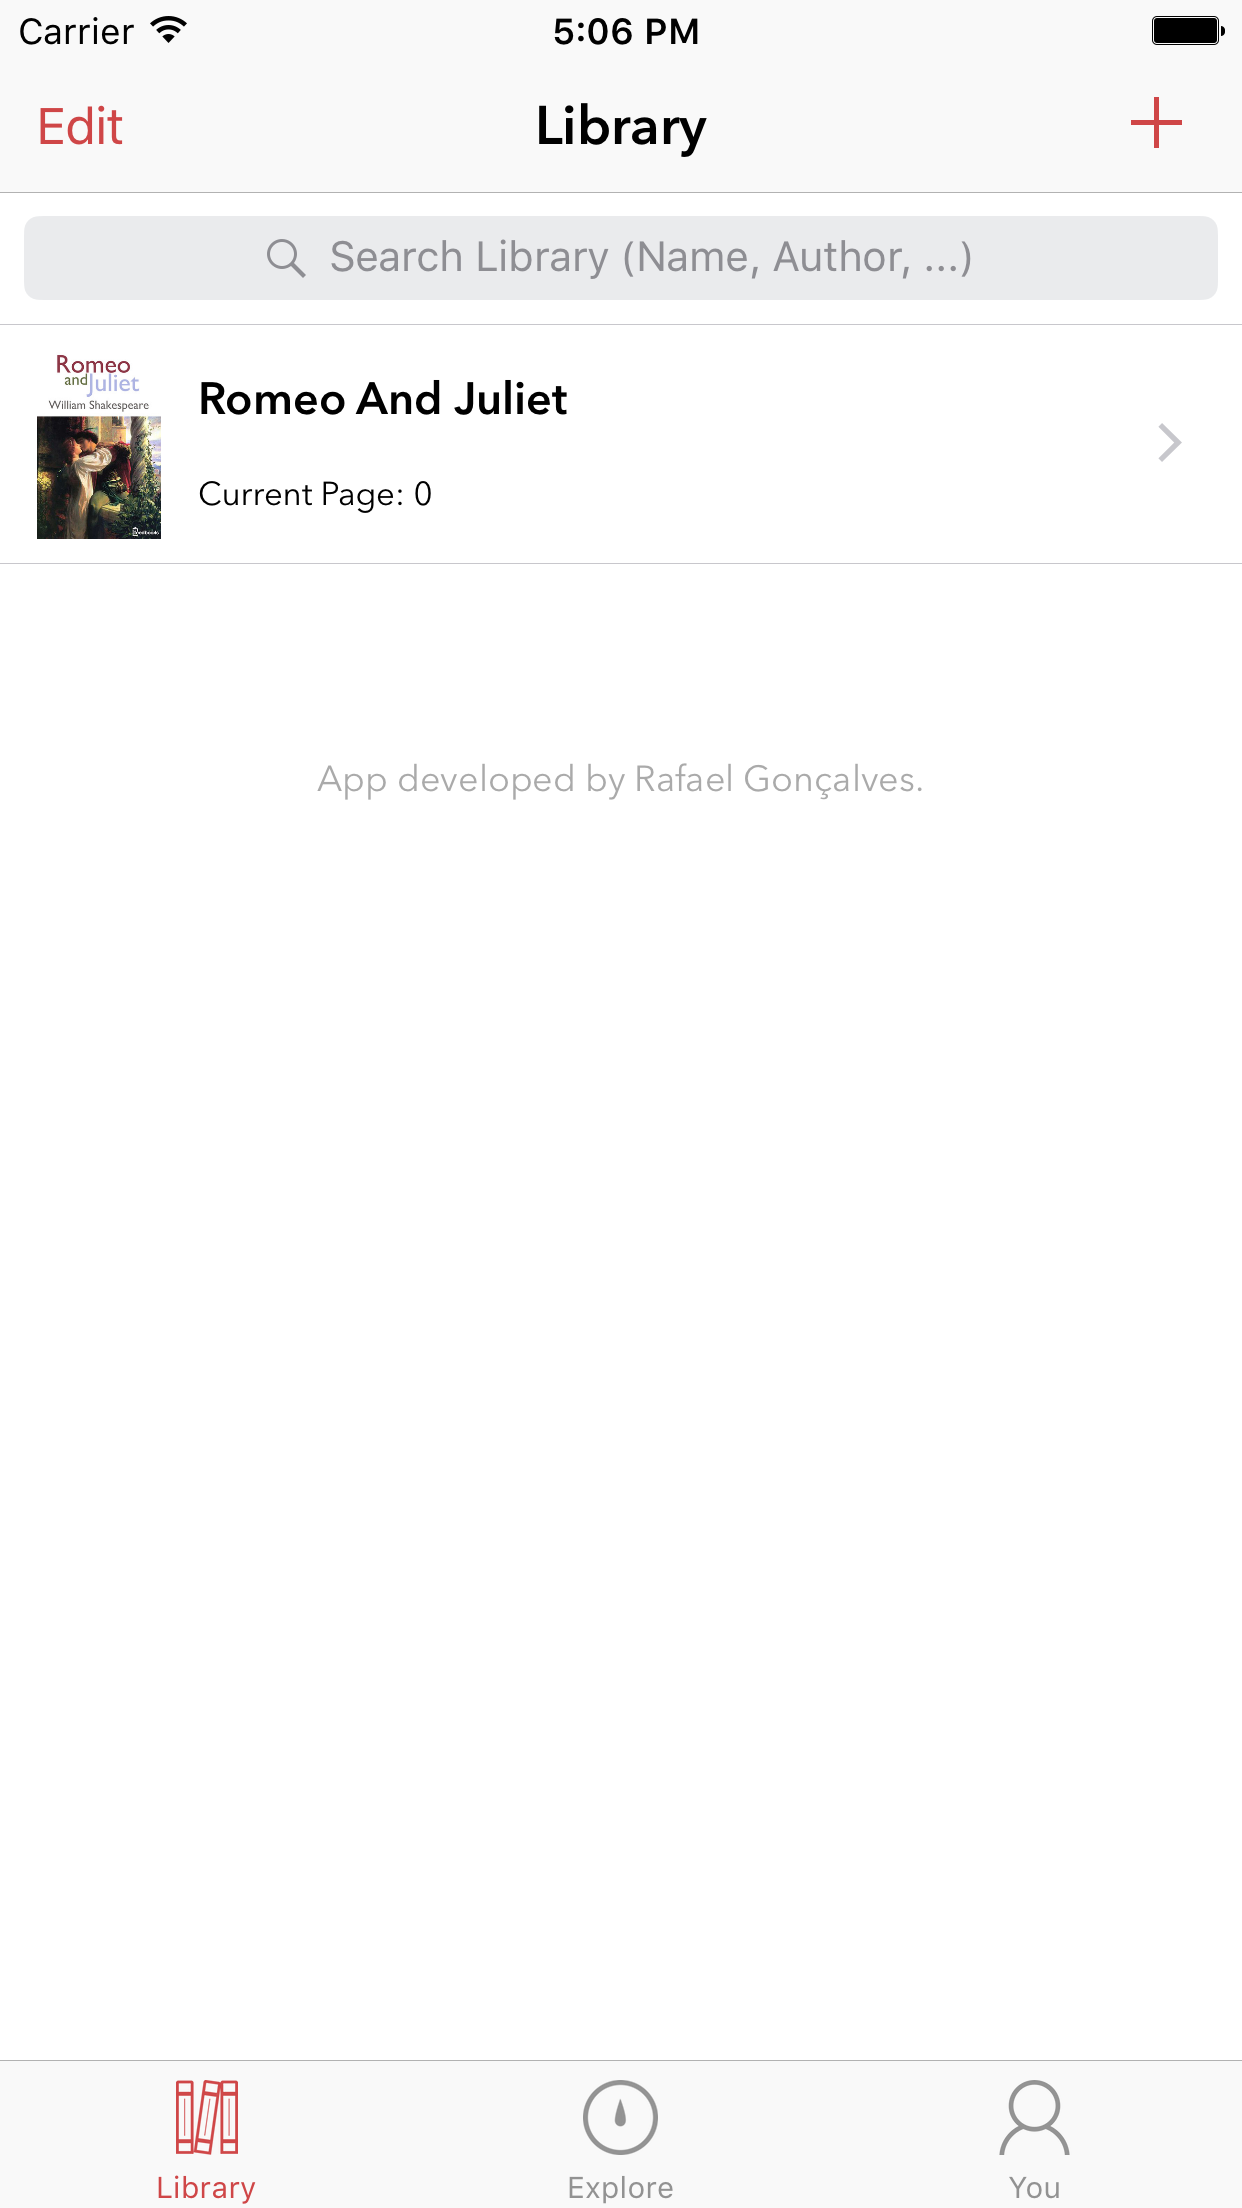 Carrier 5:06 PM
Edit Library
Search Library (Name, Author, ...)
Romeo
and Juliet
William Shakespeare
Romeo And Juliet
Current Page: 0
App developed by Rafael Gonçalves.
Library Explore You